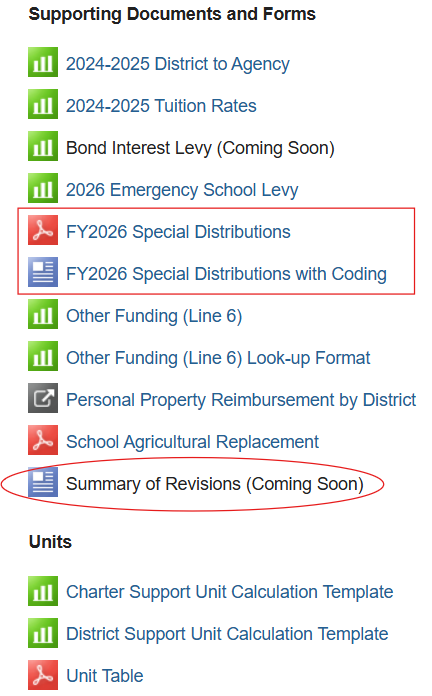 Supporting Documents and Forms
2024-2025 District to Agency
2024-2025 Tuition Rates
Bond Interest Levy (Coming Soon)
2026 Emergency School Levy
FY2026 Special Distributions
FY2026 Special Distributions with Coding
Other Funding (Line 6)
Other Funding (Line 6) Look-up Format
Personal Property Reimbursement by District
School Agricultural Replacement
Summary of Revisions (Coming Soon)
Units
Charter Support Unit Calculation Template
District Support Unit Calculation Template
Unit Table